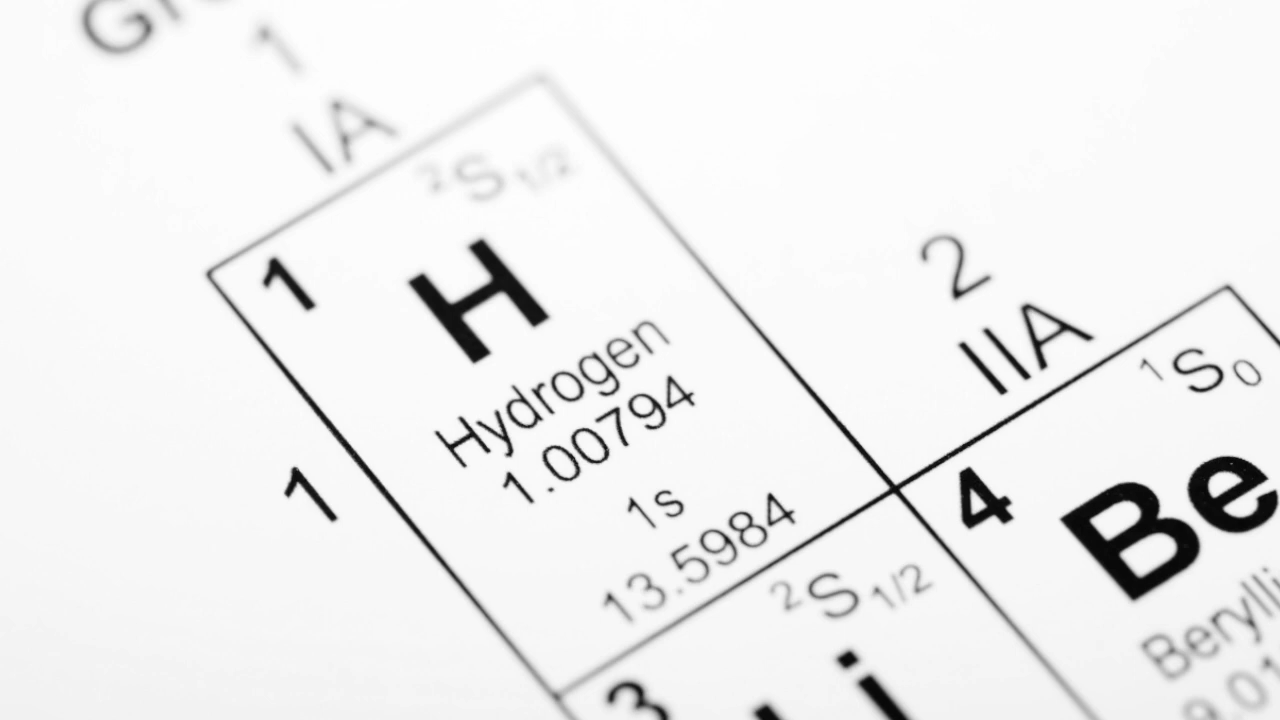 1
IA
1
²S₁/₂
H
Hydrogen
1.00794
1s
13.5984
1
2
IIA
4
¹S₀
Be
3
²S₁/₂
Li